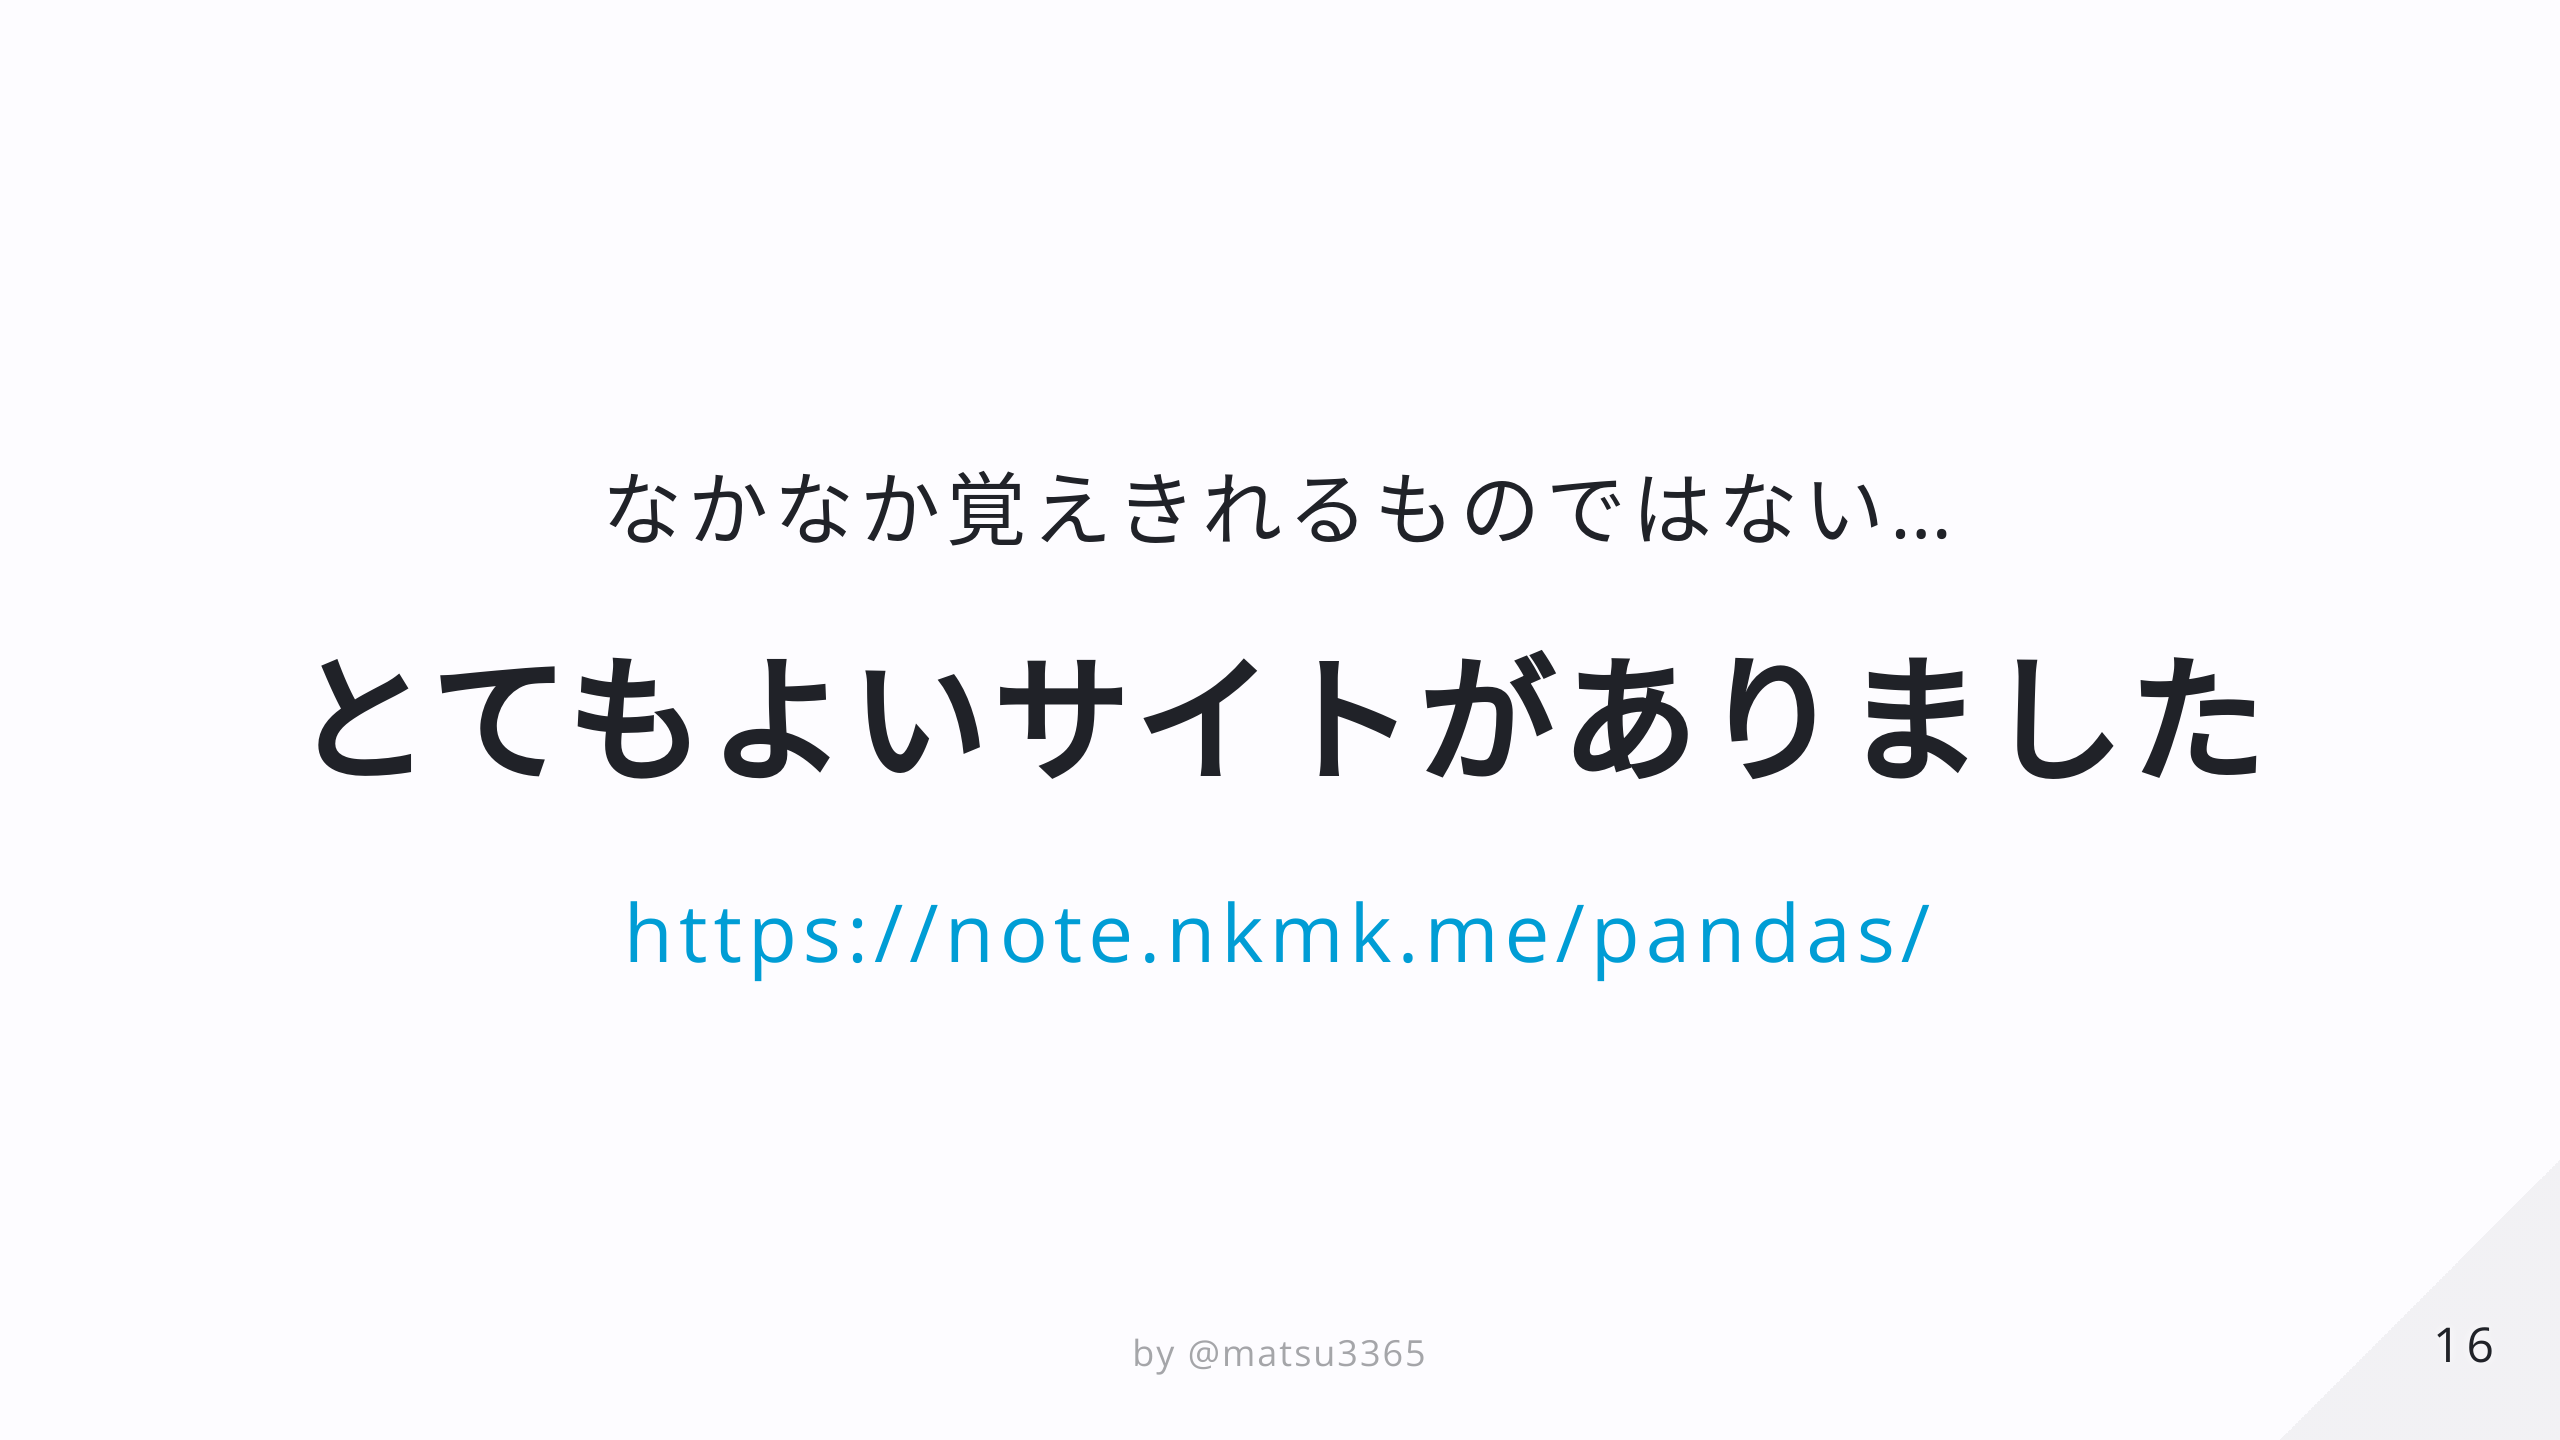 なかなか覚えきれるものではない…
とてもよいサイトがありました
https://note.nkmk.me/pandas/
by @matsu3365
16